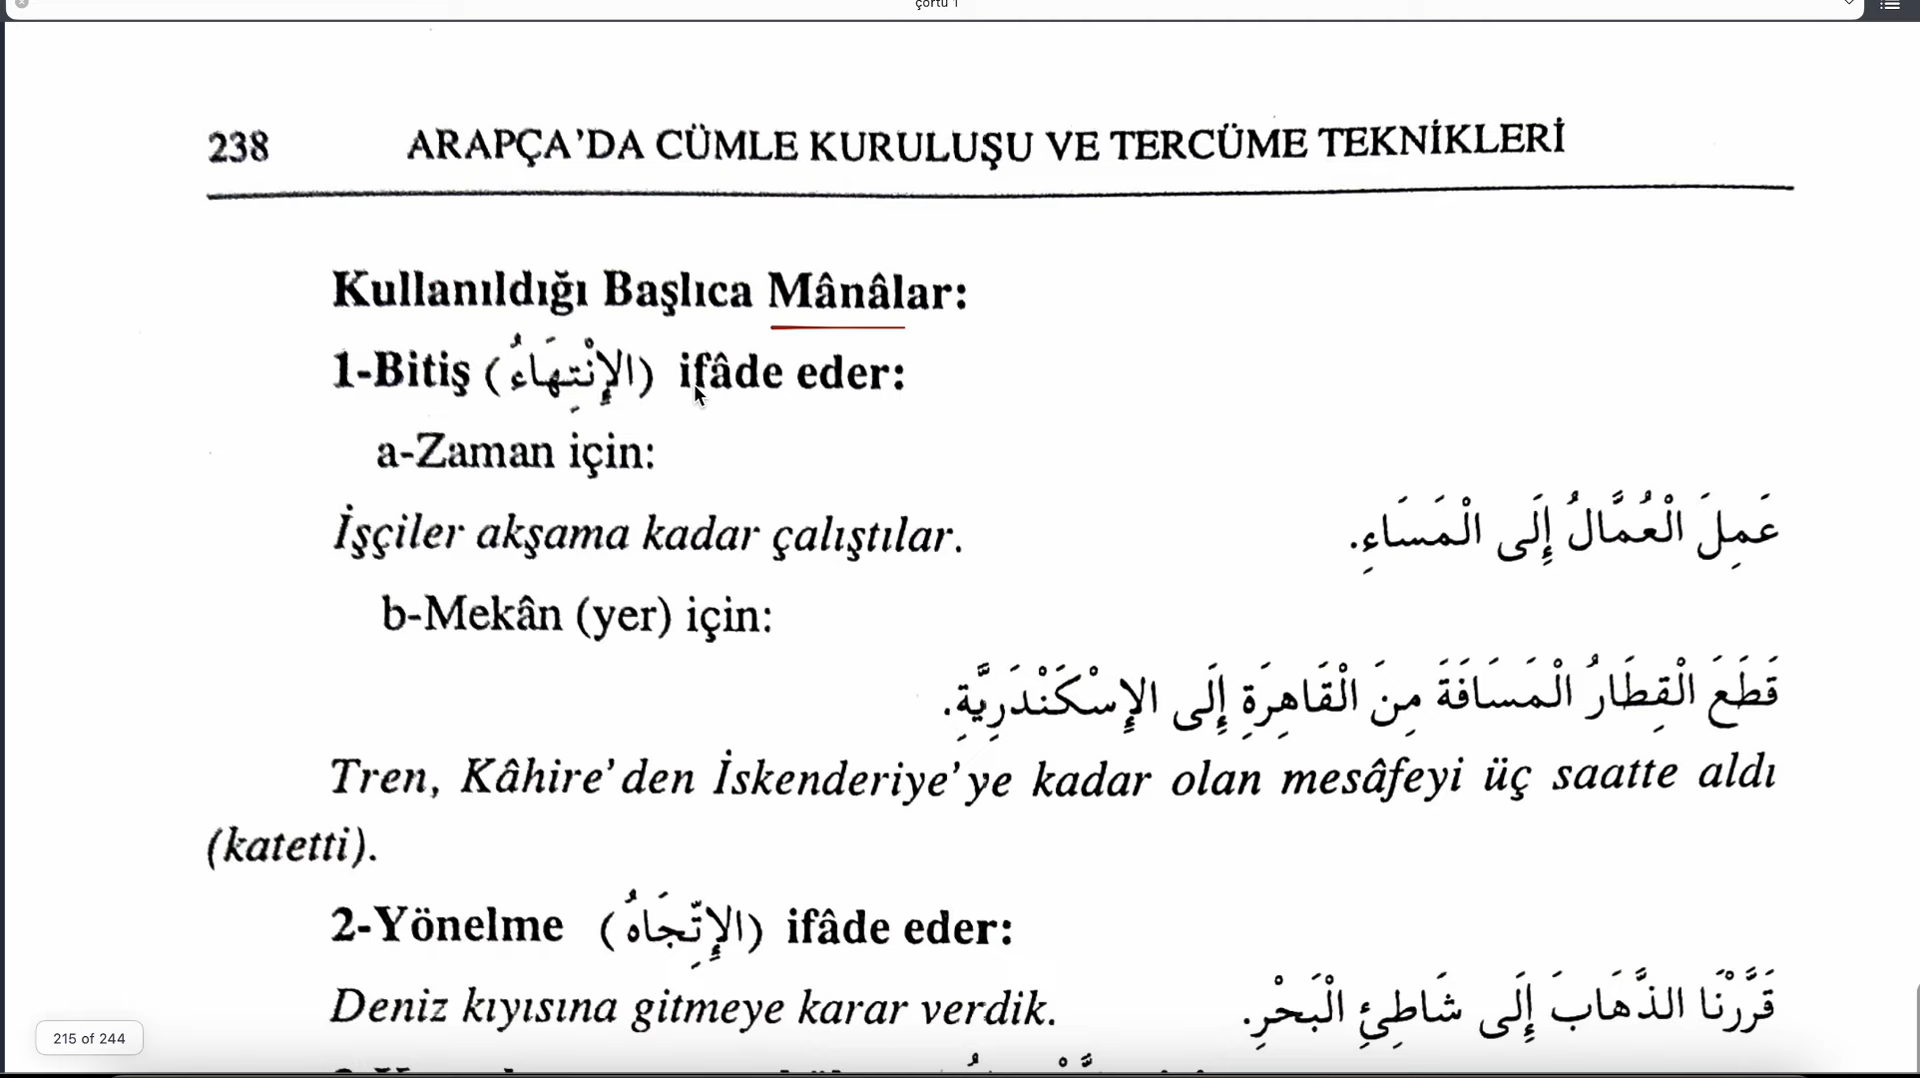 çörtü 1
238 ARAPÇA'DA CÜMLE KURULUŞU VE TERCÜME TEKNİKLERİ
Kullanıldığı Başlıca Mânâlar:
1-Bitiş (الإِنْتِهَاءُ) ifâde eder:
a-Zaman için:
İşçiler akşama kadar çalıştılar. عَمِلَ الْعُمَّالُ إِلَى الْمَسَاءِ.
b-Mekân (yer) için:
قَطَعَ الْقِطَارُ الْمَسَافَةَ مِنَ الْقَاهِرَةِ إِلَى الإِسْكَنْدَرِيَّةِ.
Tren, Kâhire'den İskenderiye'ye kadar olan mesâfeyi üç saatte aldı
(katetti).
2-Yönelme (الإِتِّجَاهُ) ifâde eder:
Deniz kıyısına gitmeye karar verdik. قَرَّرْنَا الذَّهَابَ إِلَى شَاطِئِ الْبَحْرِ.
215 of 244